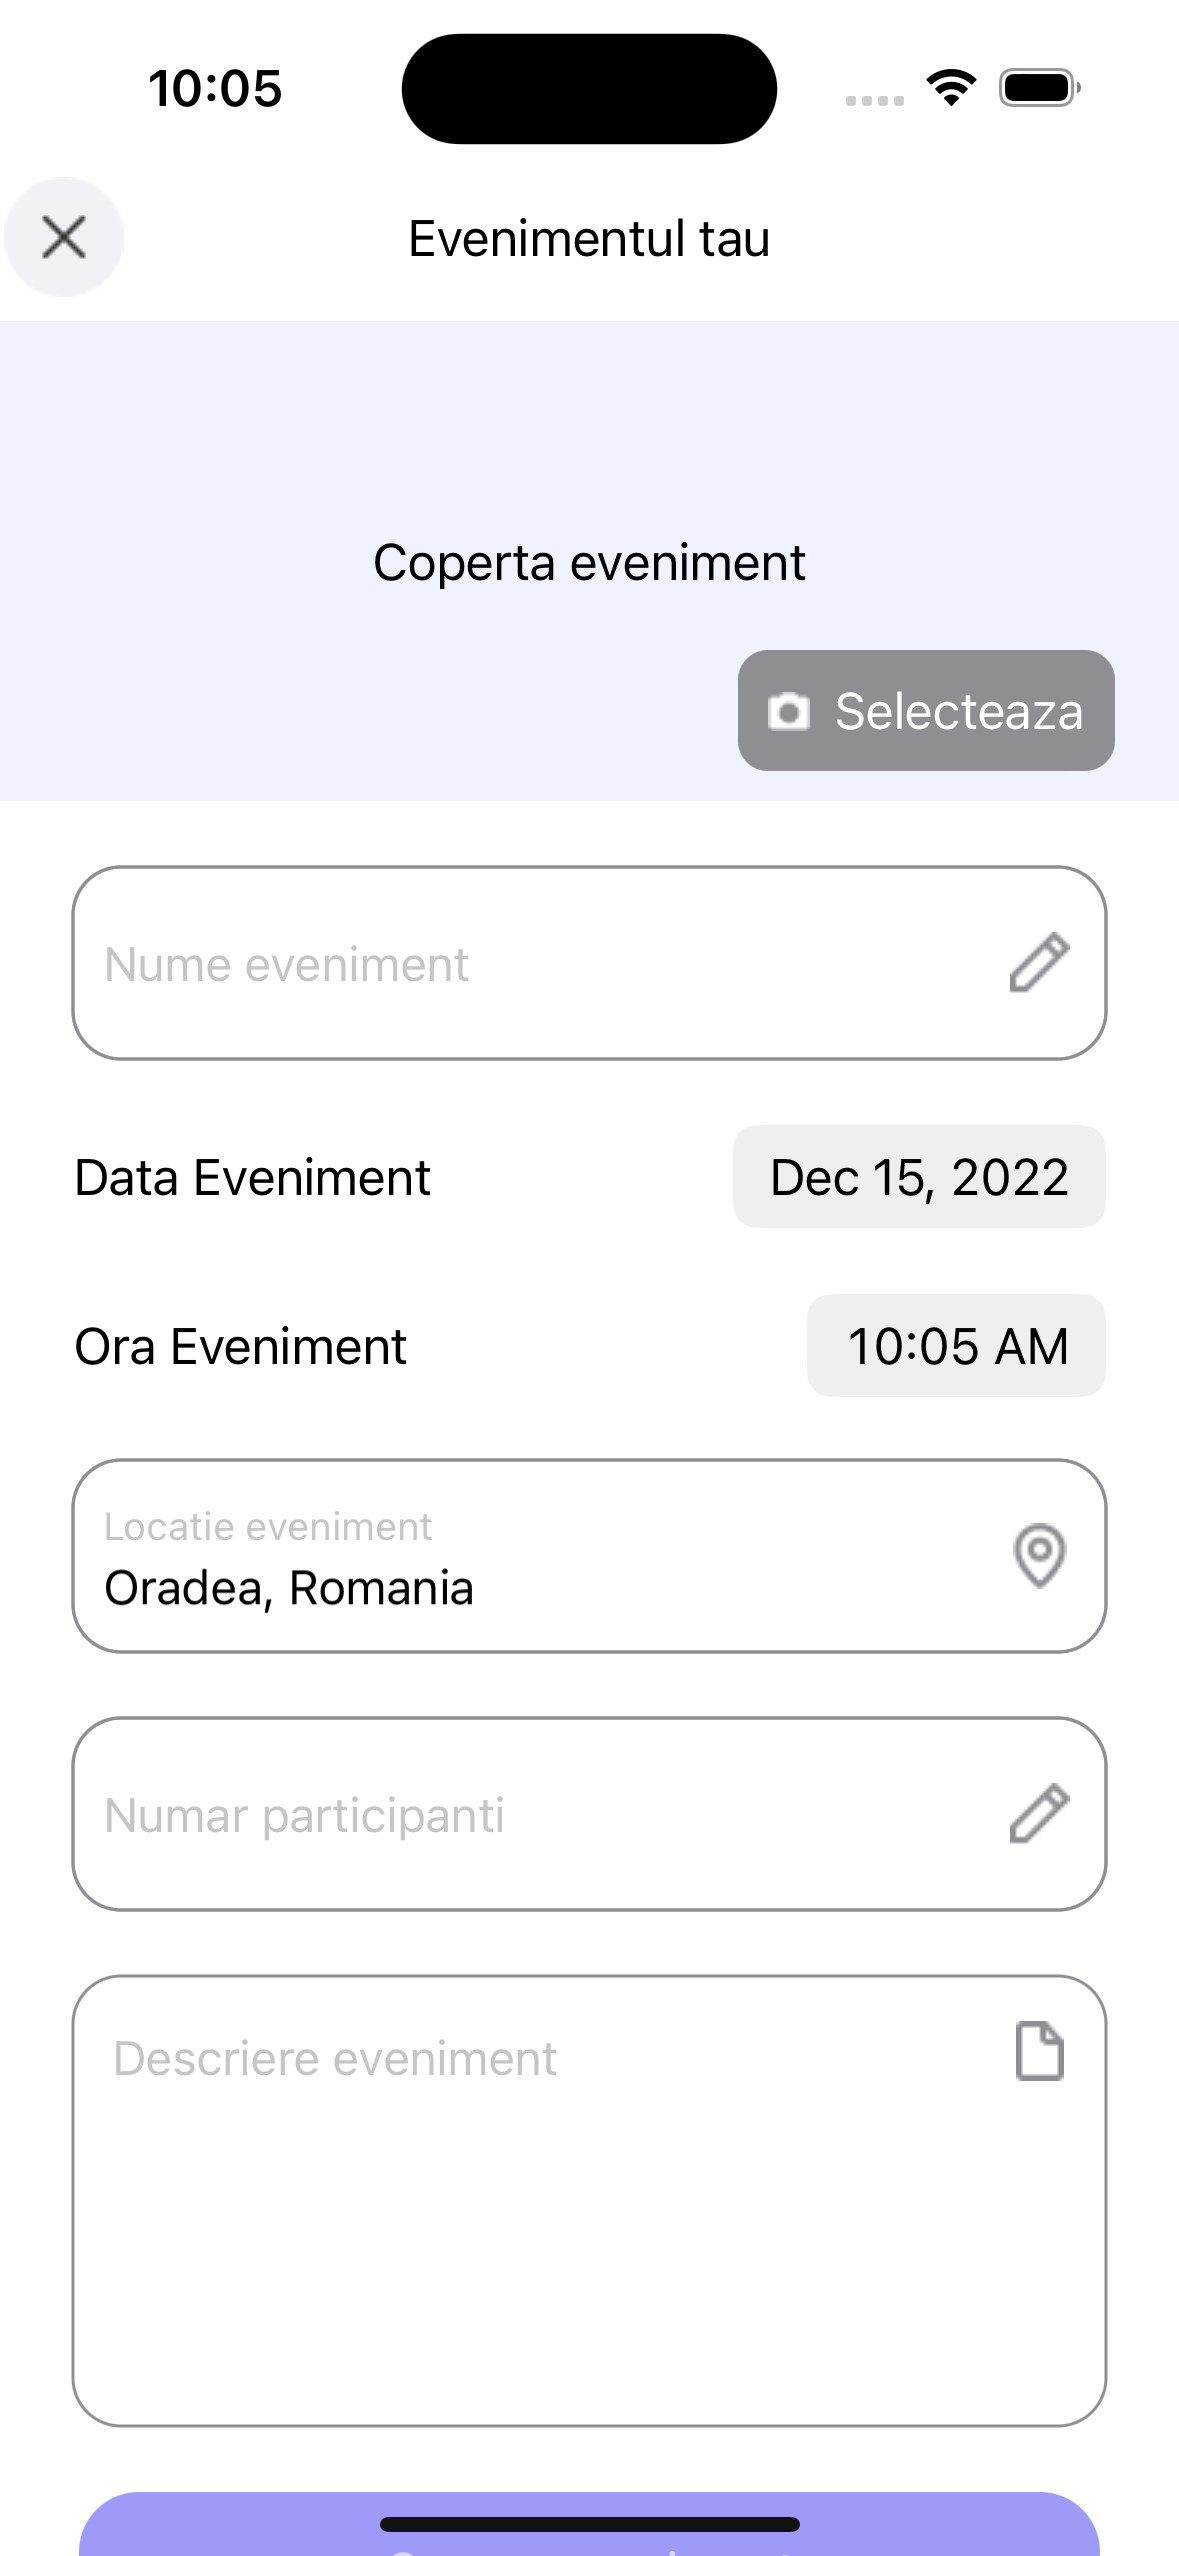 10:05
Evenimentul tau
Coperta eveniment
Selecteaza
Nume eveniment
Data Eveniment
Dec 15, 2022
Ora Eveniment
10:05 AM
Locatie eveniment
Oradea, Romania
Numar participanti
Descriere eveniment